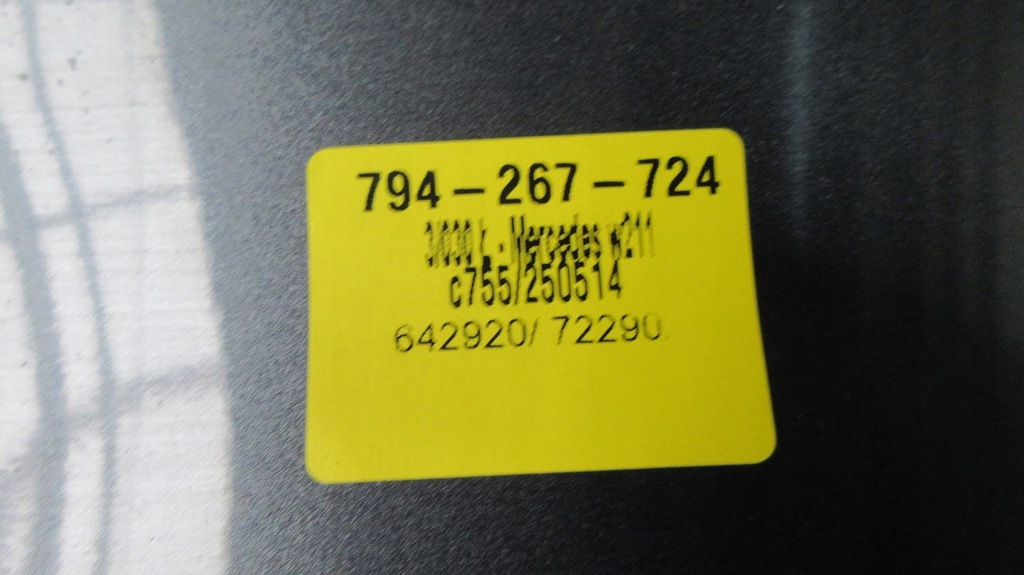 794-267-724
- Mercedes w211
c755/250514
642920/ 72290